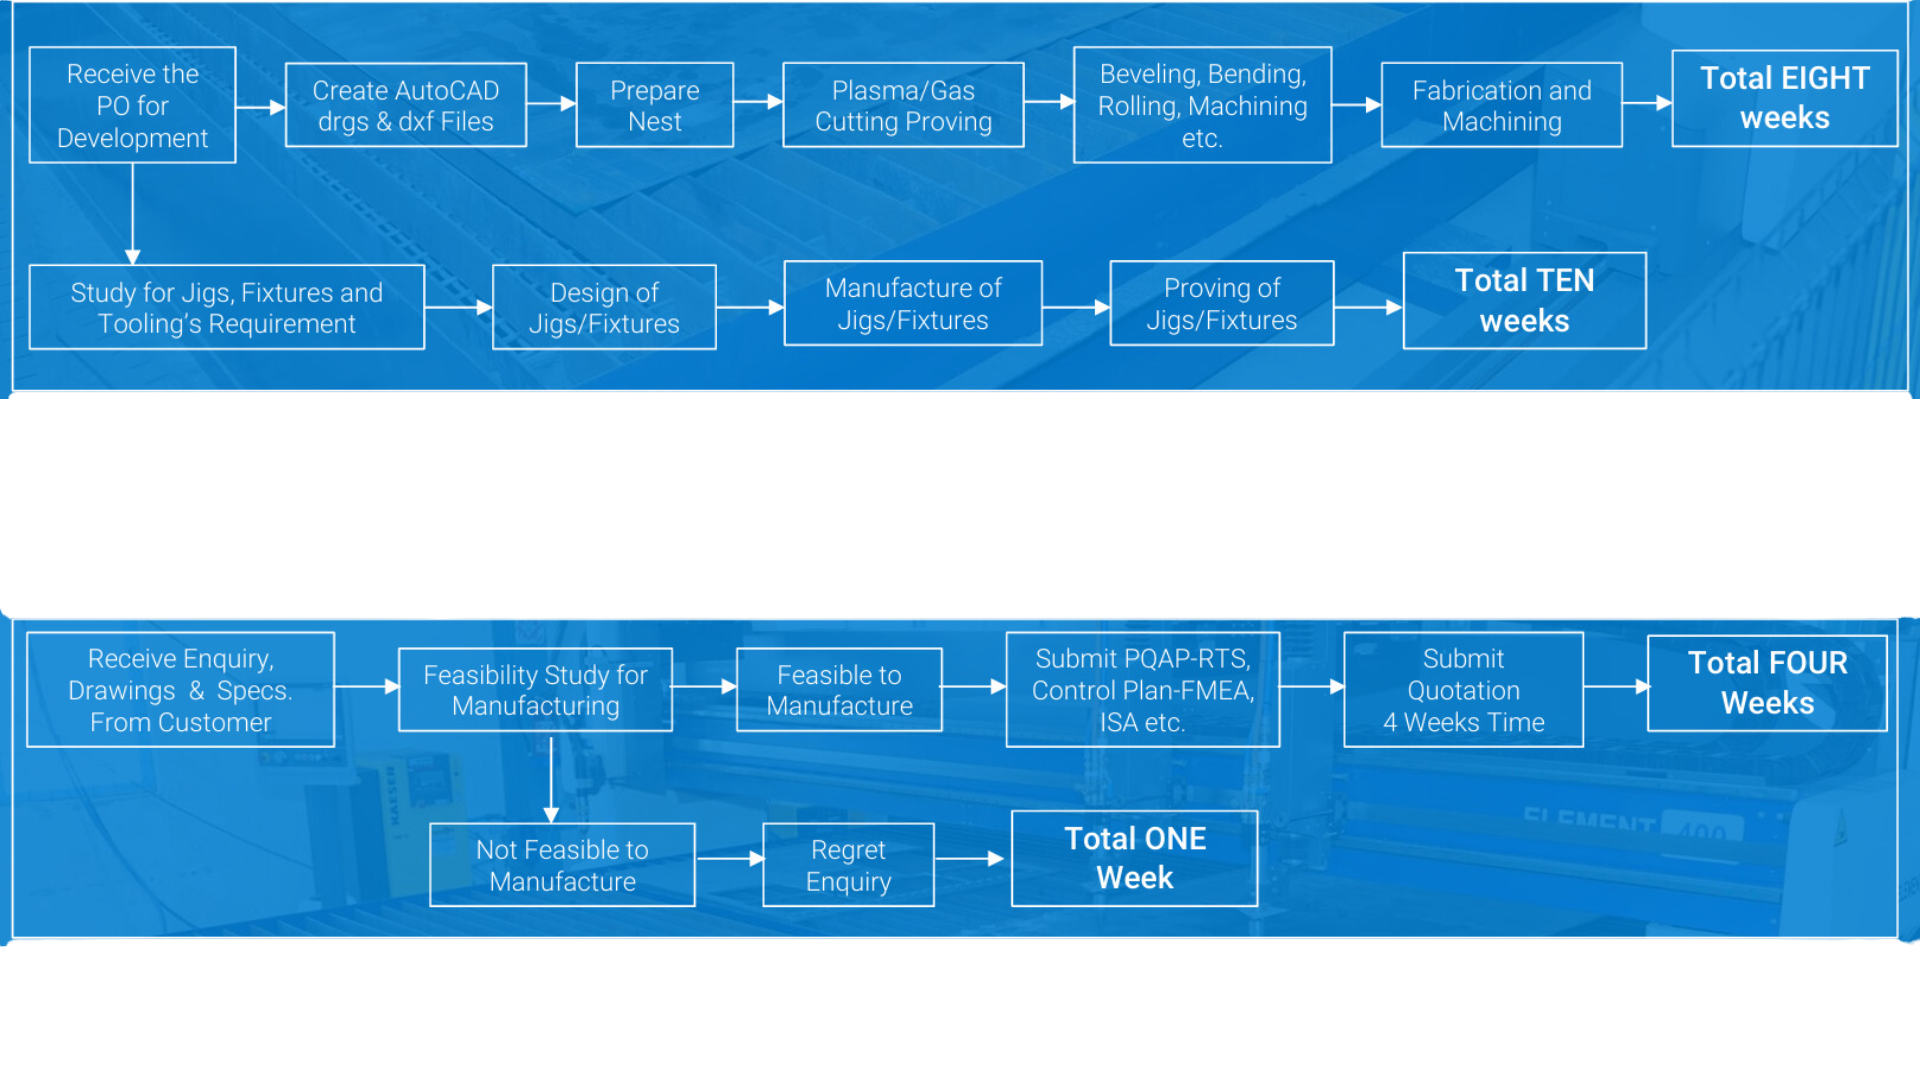 Receive the
PO for
Development
Create AutoCAD
drgs & dxf Files
Prepare
Nest
Plasma/Gas
Cutting Proving
Beveling, Bending,
Rolling, Machining
etc.
Fabrication and
Machining
Total EIGHT
weeks
Study for Jigs, Fixtures and
Tooling’s Requirement
Design of
Jigs/Fixtures
Manufacture of
Jigs/Fixtures
Proving of
Jigs/Fixtures
Total TEN
weeks
Receive Enquiry,
Drawings & Specs.
From Customer
Feasibility Study for
Manufacturing
Feasible to
Manufacture
Submit PQAP-RTS,
Control Plan-FMEA,
ISA etc.
Submit
Quotation
4 Weeks Time
Total FOUR
Weeks
Not Feasible to
Manufacture
Regret
Enquiry
Total ONE
Week
KAESER
ELEMENT 400